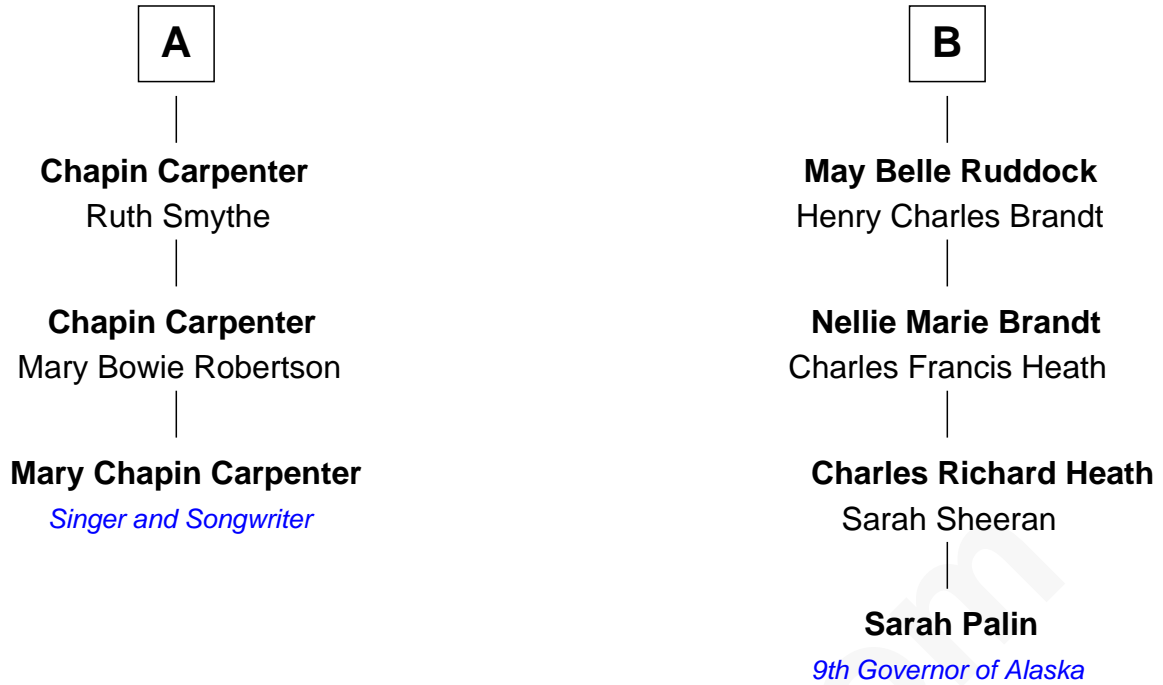 A
B
Chapin Carpenter
Ruth Smythe
May Belle Ruddock
Henry Charles Brandt
Chapin Carpenter
Mary Bowie Robertson
Nellie Marie Brandt
Charles Francis Heath
Mary Chapin Carpenter
Singer and Songwriter
Charles Richard Heath
Sarah Sheeran
Sarah Palin
9th Governor of Alaska